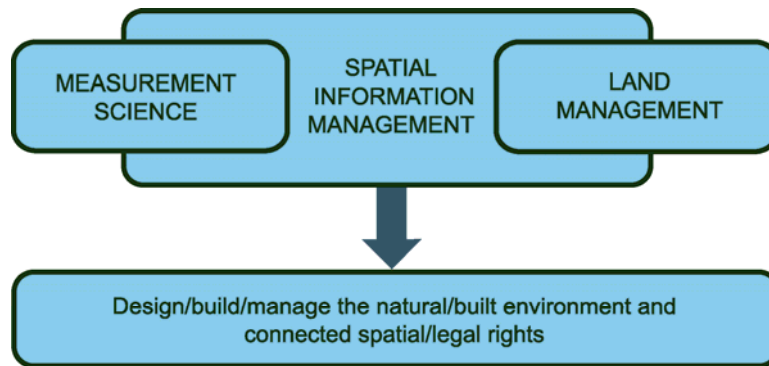 MEASUREMENT
SCIENCE
SPATIAL
INFORMATION
MANAGEMENT
LAND
MANAGEMENT
Design/build/manage the natural/built environment and
connected spatial/legal rights